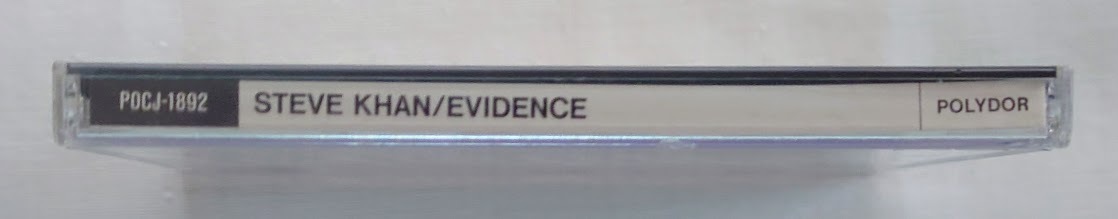 POCJ-1892 STEVE KHAN/EVIDENCE POLYDOR